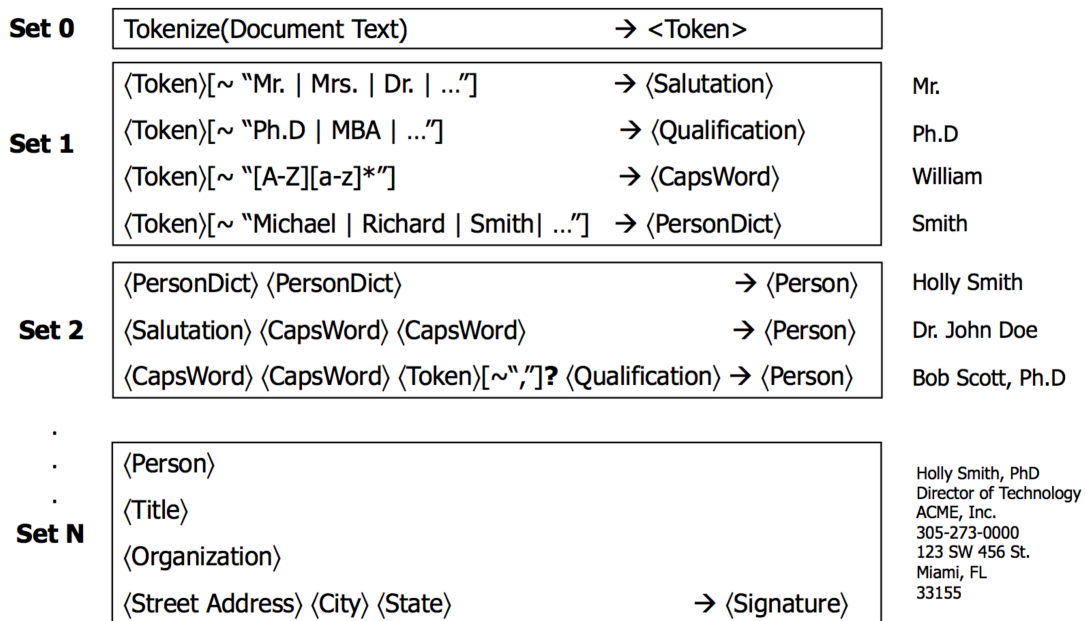 Set 0 Tokenize(Document Text) → <Token>
⟨Token⟩[~ “Mr. | Mrs. | Dr. | …”] → ⟨Salutation⟩ Mr.
Set 1
⟨Token⟩[~ “Ph.D | MBA | …”] → ⟨Qualification⟩ Ph.D
⟨Token⟩[~ “[A-Z][a-z]*”] → ⟨CapsWord⟩ William
⟨Token⟩[~ “Michael | Richard | Smith| …”] → ⟨PersonDict⟩ Smith
⟨PersonDict⟩ ⟨PersonDict⟩ → ⟨Person⟩ Holly Smith
Set 2 ⟨Salutation⟩ ⟨CapsWord⟩ ⟨CapsWord⟩ → ⟨Person⟩ Dr. John Doe
⟨CapsWord⟩ ⟨CapsWord⟩ ⟨Token⟩[~“,”]? ⟨Qualification⟩ → ⟨Person⟩ Bob Scott, Ph.D
.
.
.
Set N
⟨Person⟩
⟨Title⟩
⟨Organization⟩
⟨Street Address⟩ ⟨City⟩ ⟨State⟩ → ⟨Signature⟩
Holly Smith, PhD
Director of Technology
ACME, Inc.
305-273-0000
123 SW 456 St.
Miami, FL
33155